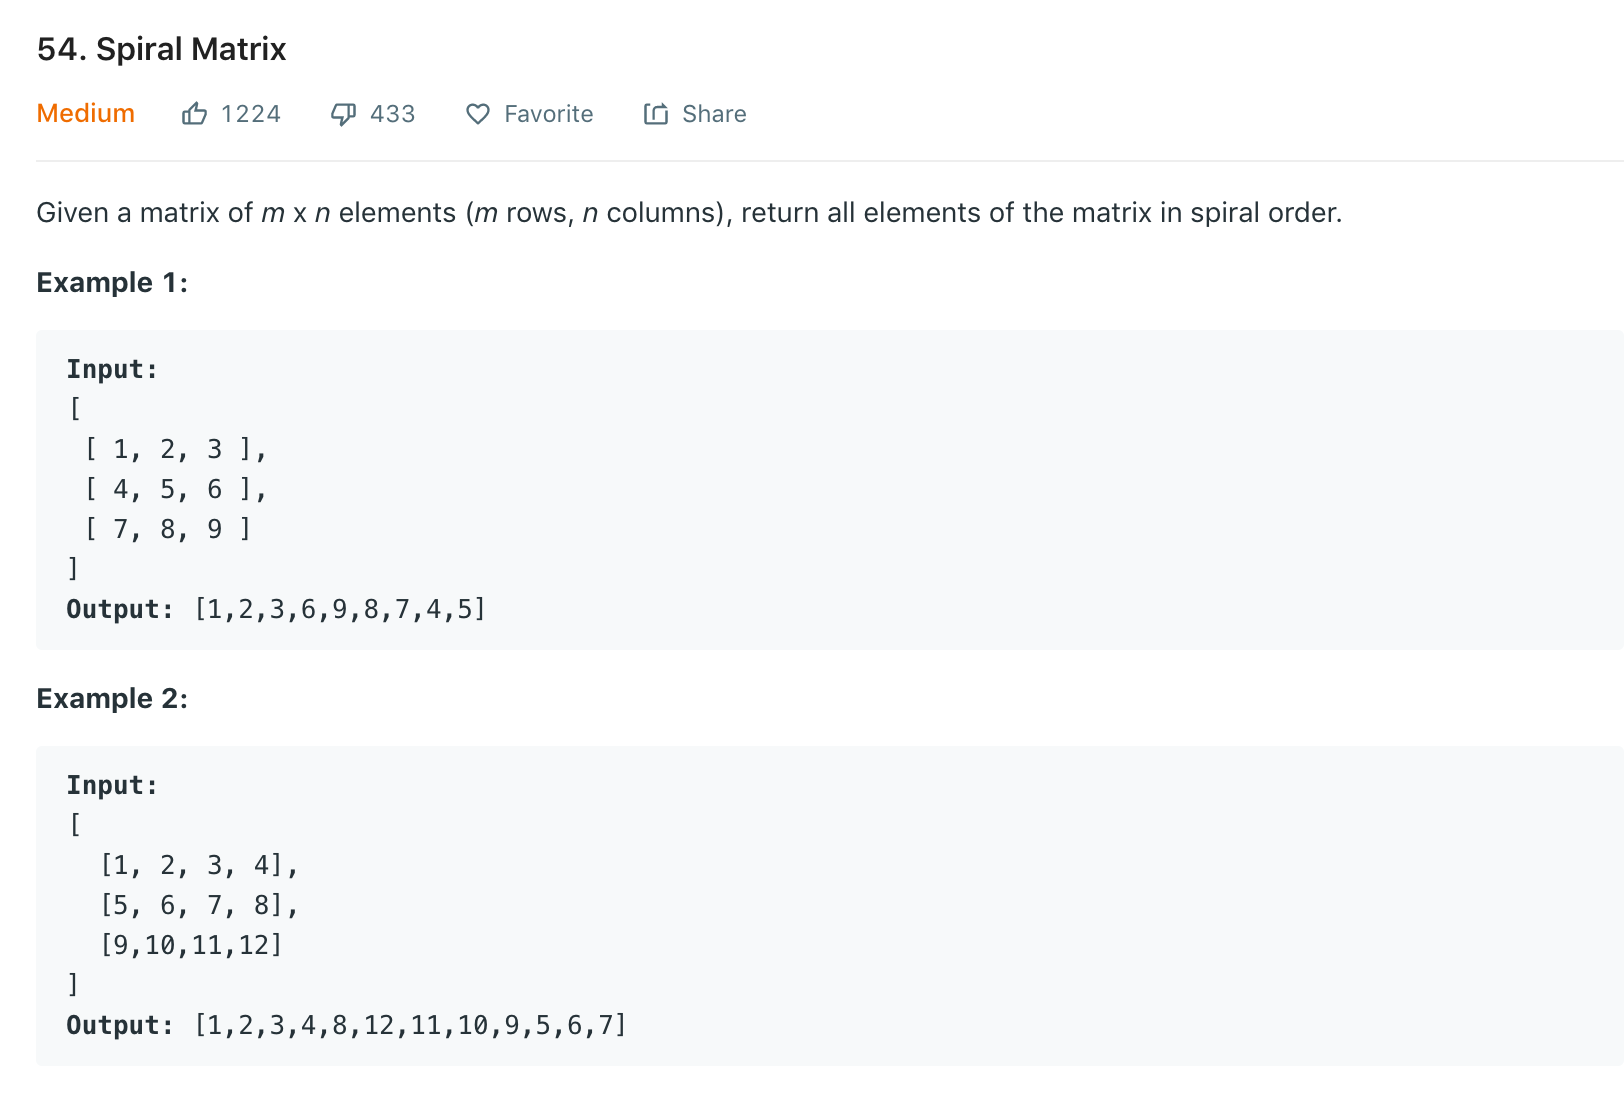 54. Spiral Matrix
Medium 1224 433 Favorite Share
Given a matrix of m x n elements (m rows, n columns), return all elements of the matrix in spiral order.
Example 1:
Input:
[
 [ 1, 2, 3 ],
 [ 4, 5, 6 ],
 [ 7, 8, 9 ]
]
Output: [1,2,3,6,9,8,7,4,5]
Example 2:
Input:
[
  [1, 2, 3, 4],
  [5, 6, 7, 8],
  [9,10,11,12]
]
Output: [1,2,3,4,8,12,11,10,9,5,6,7]